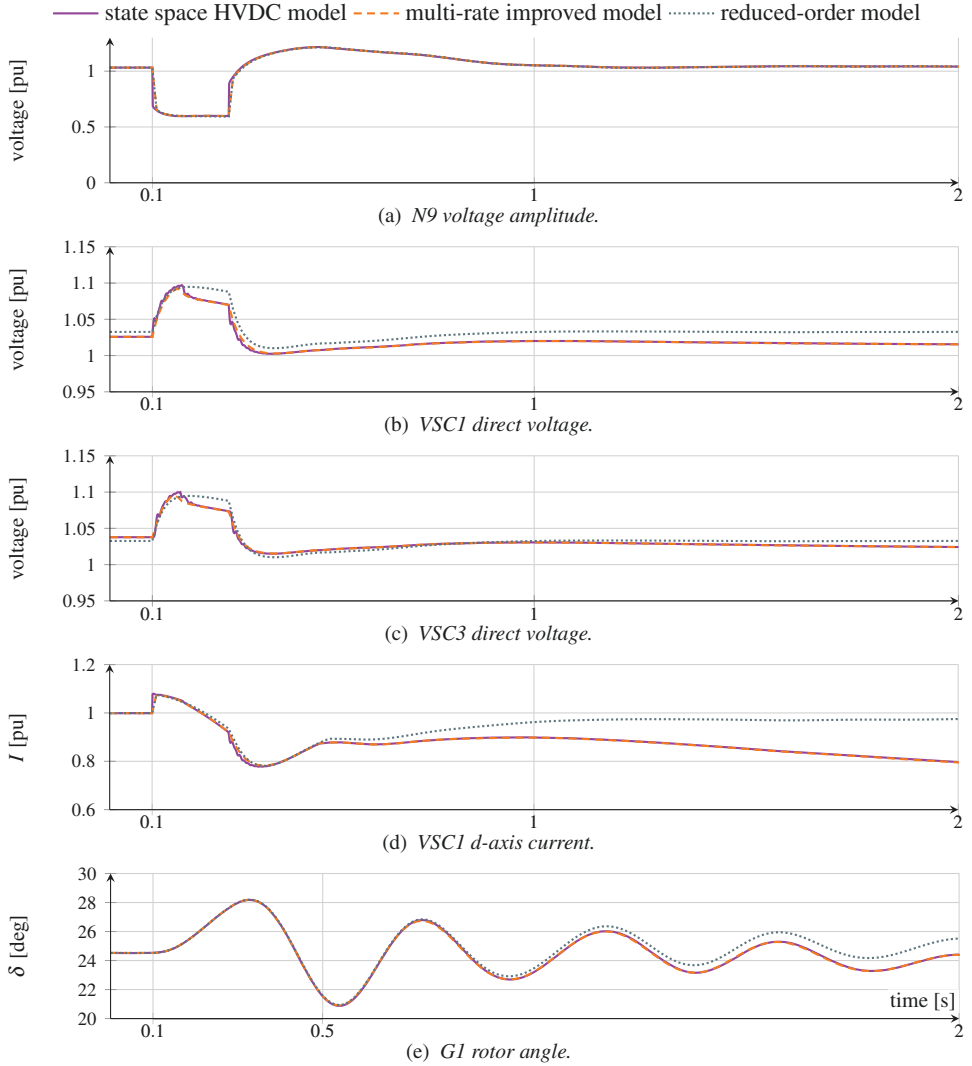 state space HVDC model multi-rate improved model reduced-order model
voltage [pu]
1
0.5
0
0.1 1 2
(a) N9 voltage amplitude.
voltage [pu]
1.15
1.1
1.05
1
0.95
0.1 1 2
(b) VSC1 direct voltage.
voltage [pu]
1.15
1.1
1.05
1
0.95
0.1 1 2
(c) VSC3 direct voltage.
I [pu]
1.2
1
0.8
0.6
0.1 1 2
(d) VSC1 d-axis current.
δ [deg]
30
28
26
24
22
20
time [s]
0.1 0.5 2
(e) G1 rotor angle.